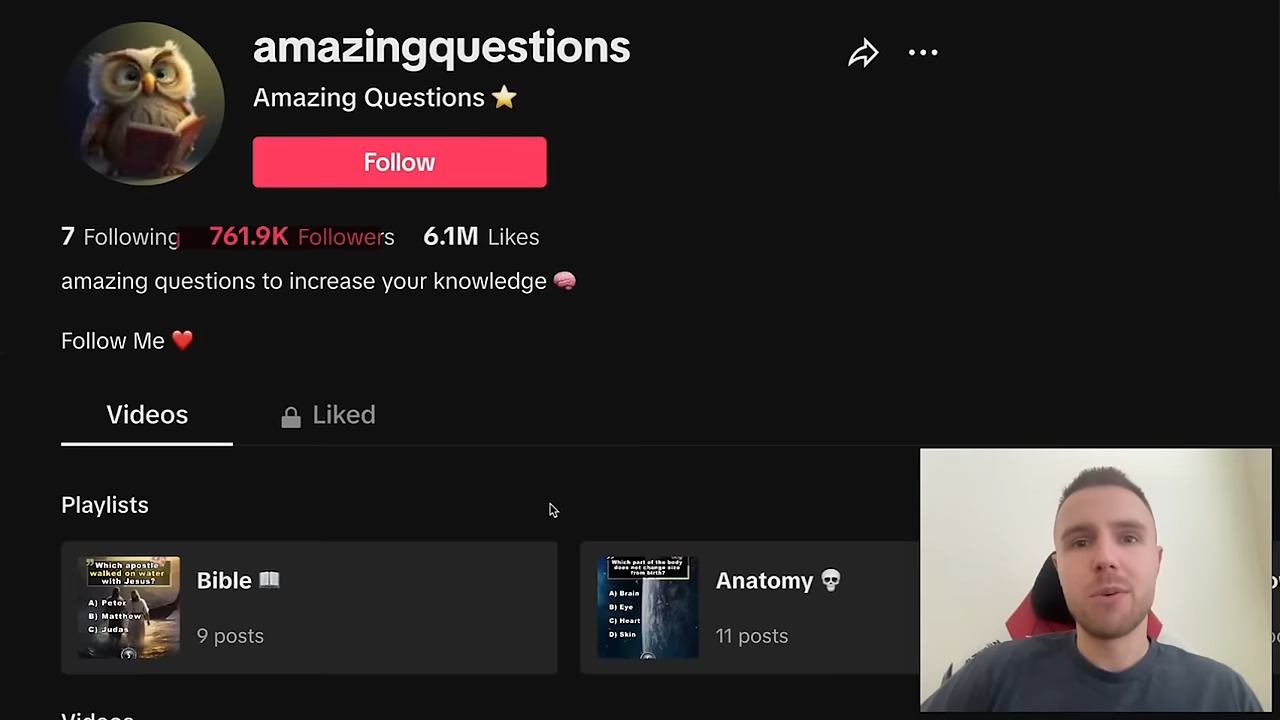 amazingquestions
Amazing Questions ⭐
Follow
7 Following 761.9K Followers 6.1M Likes
amazing questions to increase your knowledge 🧠
Follow Me ❤️
Videos
Liked
Playlists
Which apostle
walked on water
with Jesus?
A) Peter
B) Matthew
C) Judas
Bible 📖
9 posts
Which part of the body
does not change size
from birth?
A) Brain
B) Eye
C) Heart
D) Skin
Anatomy 💀
11 posts
Videos